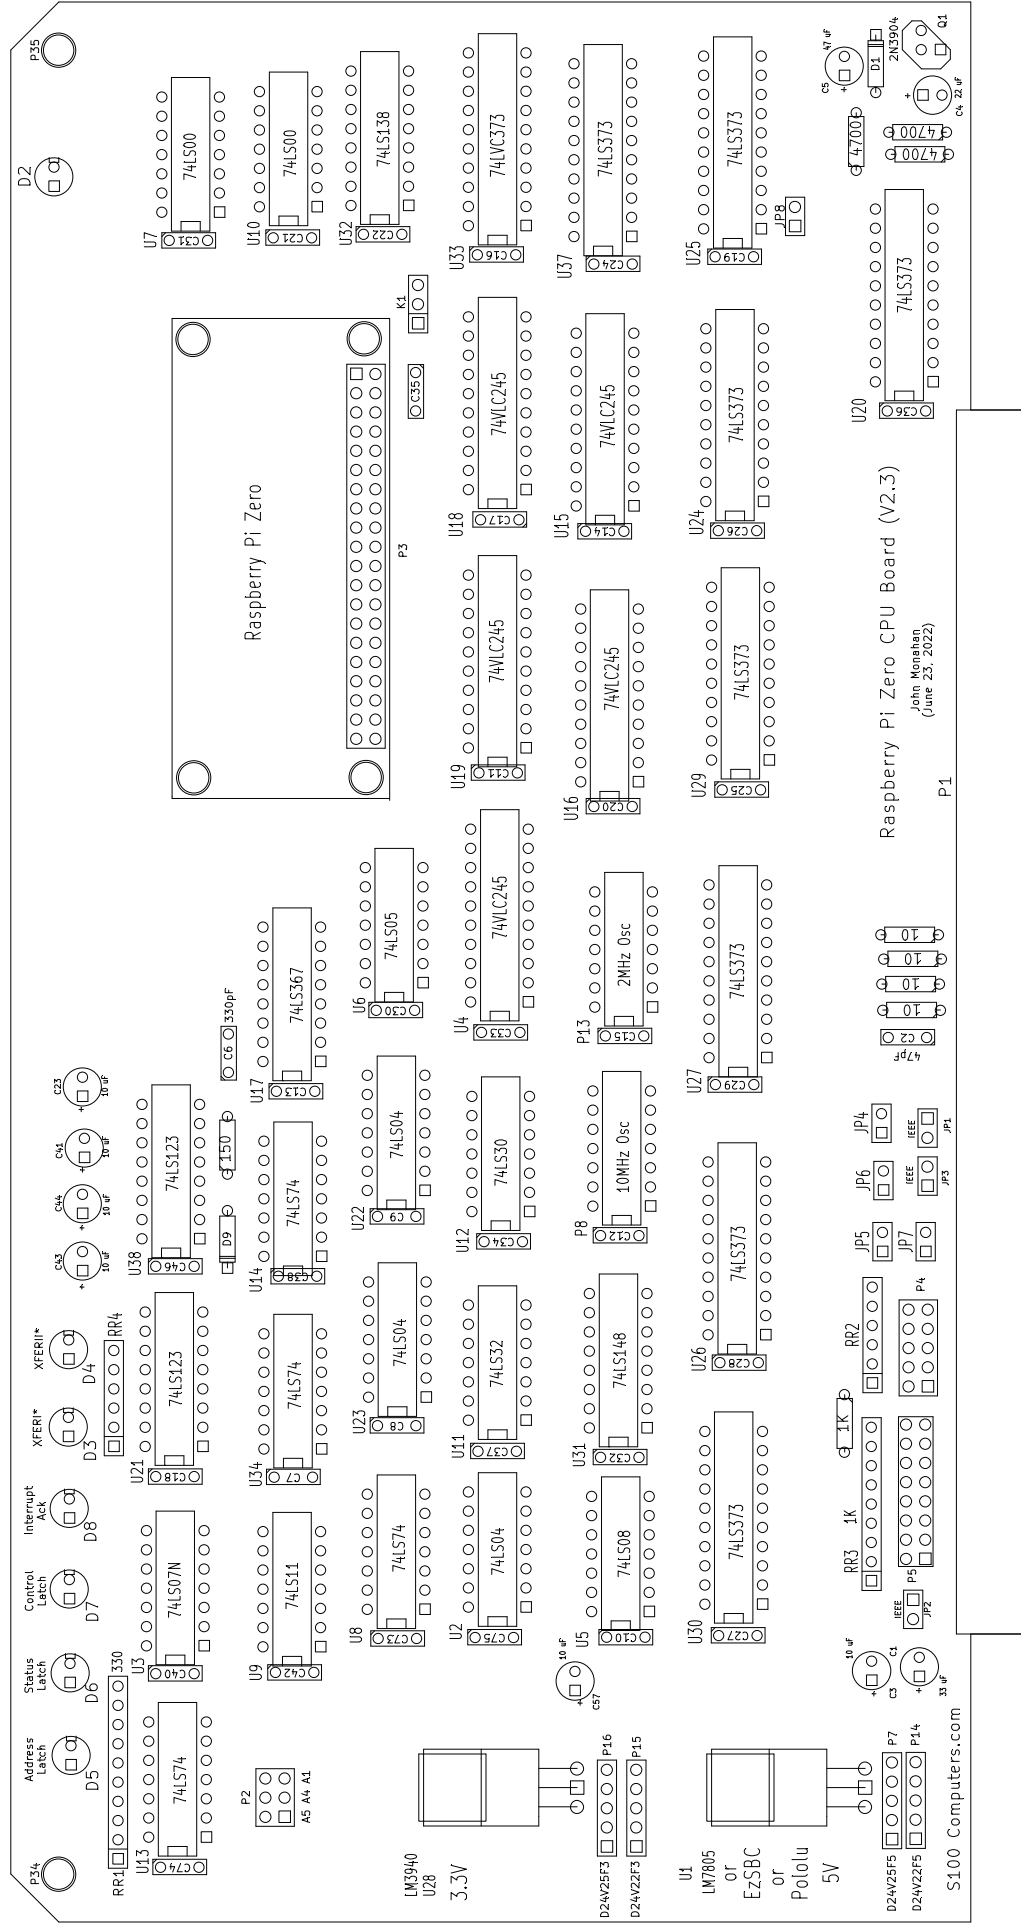 P35
D2
U7
74LS00
C31
U10
74LS00
C21
U32
74LS138
C22
U33
74LVC373
C16
U37
74LS373
C24
U25
74LS373
C19
JP8
C5
47 uF
D1
2N3904
Q1
C4
22 uF
4700
4700
4700
U20
74LS373
C36
K1
C35
Raspberry Pi Zero
P3
U18
74VLC245
C17
U15
74VLC245
C14
U24
74LS373
C26
U19
74VLC245
C11
U16
74VLC245
C20
U29
74LS373
C25
Raspberry Pi Zero CPU Board (V2.3)
John Monahan
(June 23, 2022)
P1
U6
74LS05
C30
U4
74VLC245
C33
P13
2MHz Osc
C15
U27
74LS373
C29
10
10
10
10
C2
47pF
U17
74LS367
C13
C6
330pF
C23
10 uF
C41
10 uF
C44
10 uF
C43
10 uF
U38
74LS123
C46
150
D9
U14
74LS74
C38
U22
74LS04
C9
U12
74LS30
C34
P8
10MHz Osc
C12
U26
74LS373
C28
JP4
IEEE
JP1
JP6
IEEE
JP3
JP5
JP7
XFERII*
D4
XFERI*
D3
RR4
U21
74LS123
C18
U34
74LS74
C7
U23
74LS04
C8
U11
74LS32
C37
U31
74LS148
C32
RR2
P4
1K
RR3
1K
P5
IEEE
JP2
Interrupt
Ack
D8
Control
Latch
D7
Status
Latch
D6
Address
Latch
D5
U3
74LS07N
C40
U9
74LS11
C42
U8
74LS74
C73
U2
74LS04
C75
U5
74LS08
C10
U30
74LS373
C27
10 uF
C57
10 uF
C3
C1
33 uF
RR1
330
U13
74LS74
C74
P2
A5 A4 A1
LM3940
U28
3.3V
P16
P15
D24V25F3
D24V22F3
U1
LM7805
or
EzSBC
or
Pololu
5V
P7
P14
D24V25F5
D24V22F5
S100 Computers.com
P34